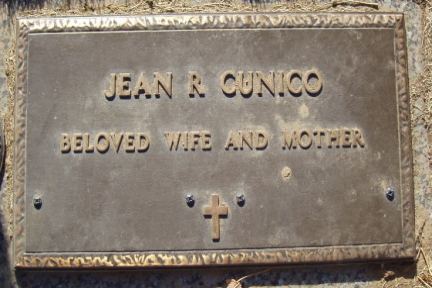 JEAN R CUNICO
BELOVED WIFE AND MOTHER